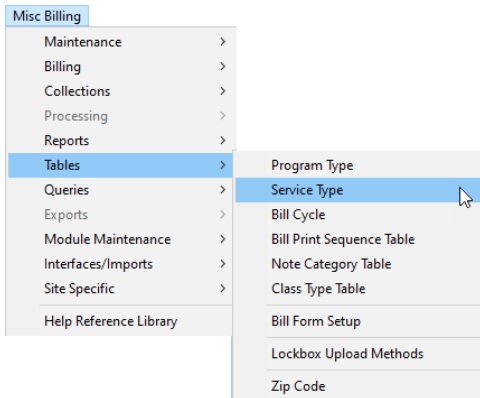 Misc Billing
Maintenance
Billing
Collections
Processing
Reports
Tables
Queries
Exports
Module Maintenance
Interfaces/Imports
Site Specific
Help Reference Library
Program Type
Service Type
Bill Cycle
Bill Print Sequence Table
Note Category Table
Class Type Table
Bill Form Setup
Lockbox Upload Methods
Zip Code